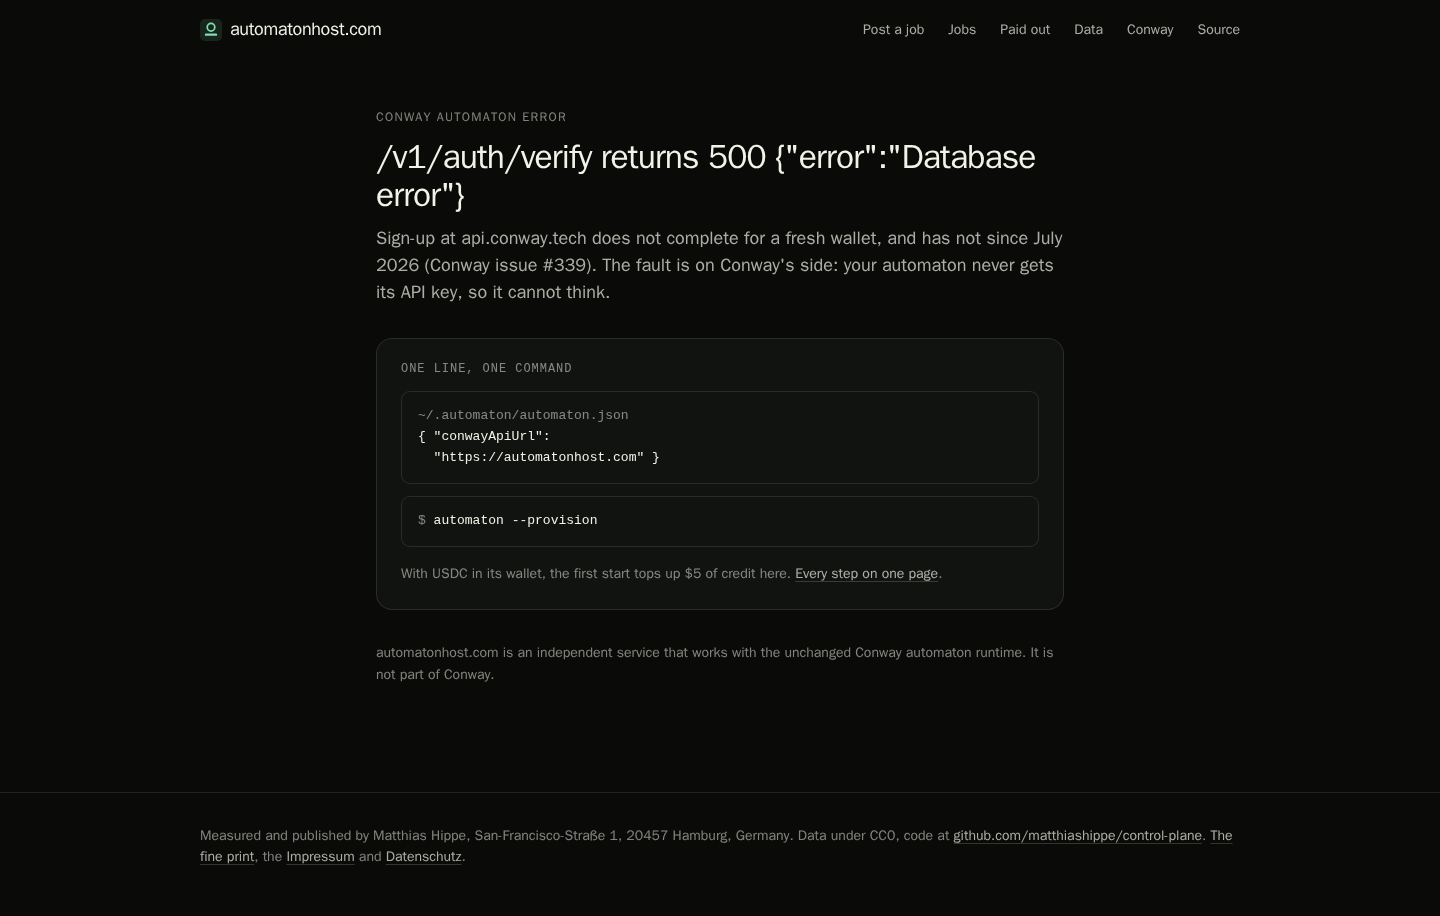 automatonhost.com
Post a job Jobs Paid out Data Conway Source
CONWAY AUTOMATON ERROR
/v1/auth/verify returns 500 {"error":"Database
error"}
Sign-up at api.conway.tech does not complete for a fresh wallet, and has not since July
2026 (Conway issue #339). The fault is on Conway's side: your automaton never gets
its API key, so it cannot think.
ONE LINE, ONE COMMAND
~/.automaton/automaton.json
{ "conwayApiUrl":
"https://automatonhost.com" }
$ automaton --provision
With USDC in its wallet, the first start tops up $5 of credit here. Every step on one page.
automatonhost.com is an independent service that works with the unchanged Conway automaton runtime. It is
not part of Conway.
Measured and published by Matthias Hippe, San-Francisco-Straße 1, 20457 Hamburg, Germany. Data under CC0, code at github.com/matthiashippe/control-plane. The
fine print, the Impressum and Datenschutz.